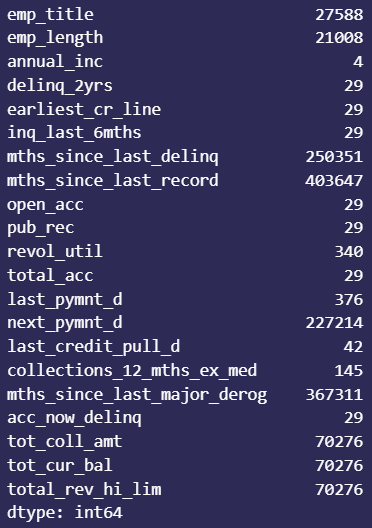 emp_title 27588
emp_length 21008
annual_inc 4
delinq_2yrs 29
earliest_cr_line 29
inq_last_6mths 29
mths_since_last_delinq 250351
mths_since_last_record 403647
open_acc 29
pub_rec 29
revol_util 340
total_acc 29
last_pymnt_d 376
next_pymnt_d 227214
last_credit_pull_d 42
collections_12_mths_ex_med 145
mths_since_last_major_derog 367311
acc_now_delinq 29
tot_coll_amt 70276
tot_cur_bal 70276
total_rev_hi_lim 70276
dtype: int64